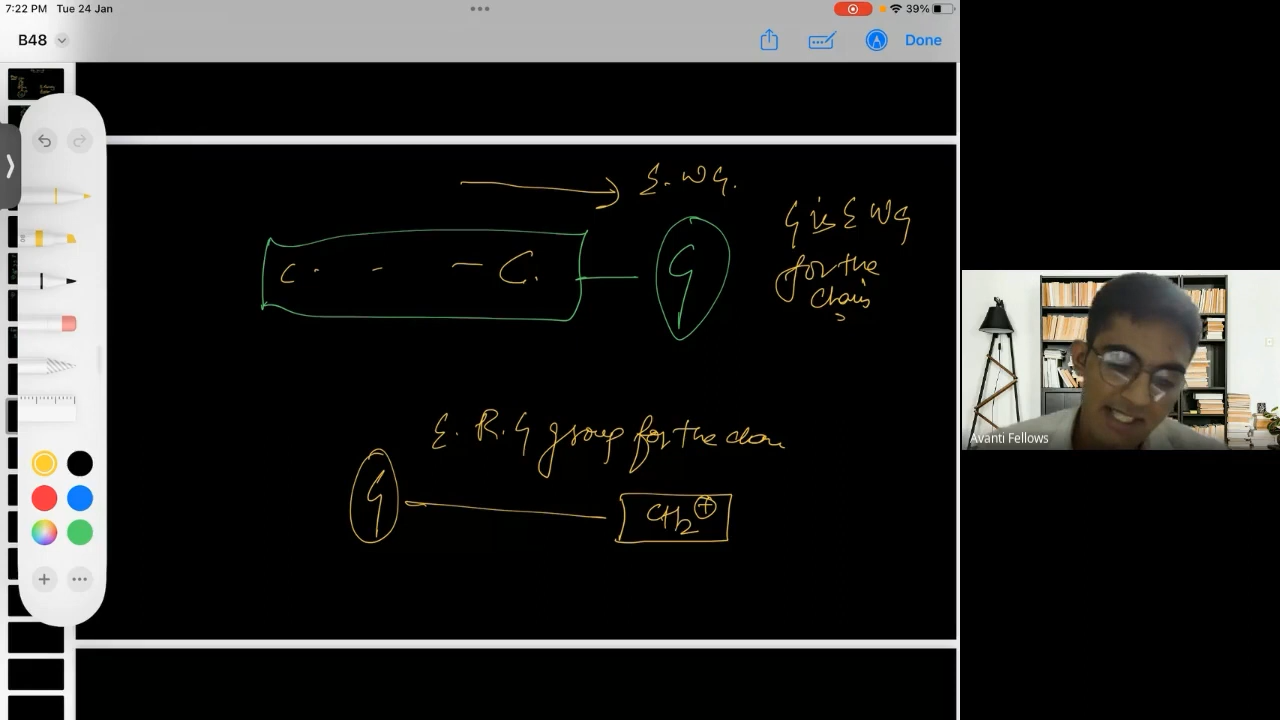 7:22 PM Tue 24 Jan
39%
B48
Done
E. W G.
G is E W G
for the
chain
C. - - C.
G
E. R. G group for the chain
G
CH2 +
Avanti Fellows